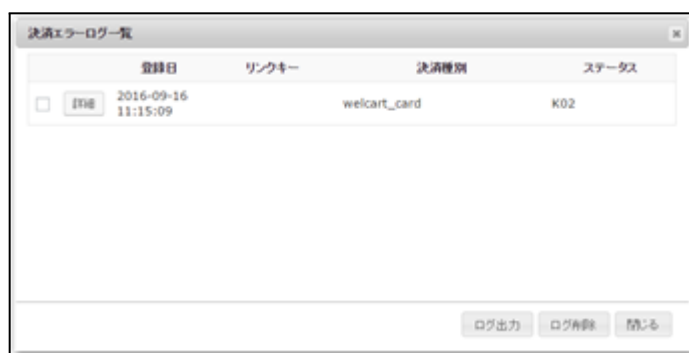 決済エラーログ一覧
登録日 リンクキー 決済種別 ステータス
詳細 2016-09-16 11:15:09 welcart_card K02
ログ出力 ログ削除 閉じる